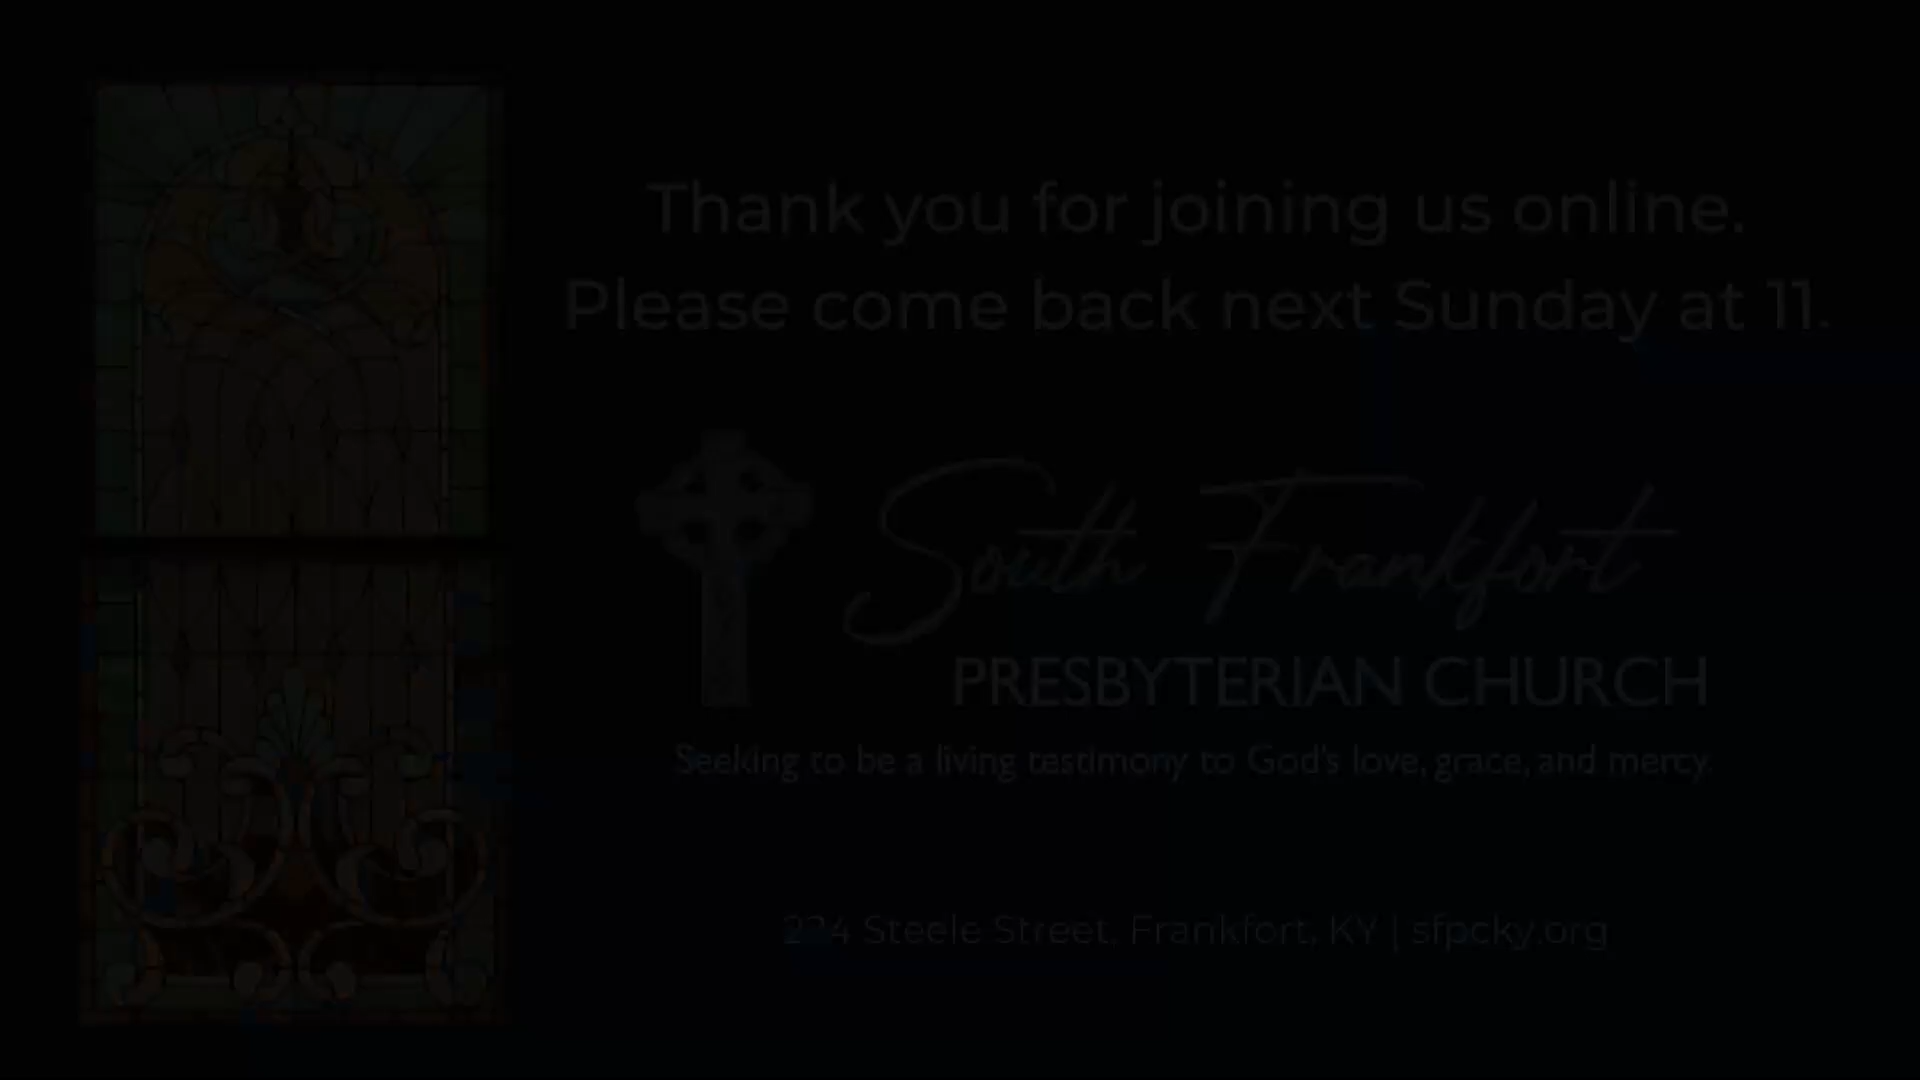 Thank you for joining us online.
Please come back next Sunday at 11.
South Frankfort
PRESBYTERIAN CHURCH
Seeking to be a living testimony to God's love, grace, and mercy
Steele Street, Frankfort, KY | sfpcky.org